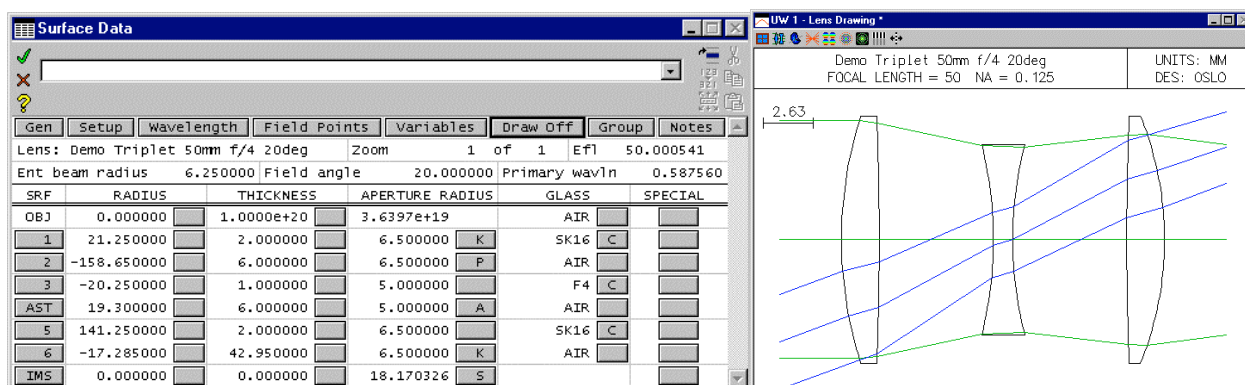 Surface Data
Gen Setup Wavelength Field Points Variables Draw Off Group Notes
Lens: Demo Triplet 50mm f/4 20deg Zoom 1 of 1 Efl 50.000541
Ent beam radius 6.250000 Field angle 20.000000 Primary wavln 0.587560
SRF RADIUS THICKNESS APERTURE RADIUS GLASS SPECIAL
OBJ 0.000000 1.0000e+20 3.6397e+19 AIR
1 21.250000 2.000000 6.500000 K SK16 C
2 -158.650000 6.000000 6.500000 P AIR
3 -20.250000 1.000000 5.000000 F4 C
AST 19.300000 6.000000 5.000000 A AIR
5 141.250000 2.000000 6.500000 SK16 C
6 -17.285000 42.950000 6.500000 K AIR
IMS 0.000000 0.000000 18.170326 S
UW 1 - Lens Drawing *
Demo Triplet 50mm f/4 20deg
FOCAL LENGTH = 50 NA = 0.125
UNITS: MM
DES: OSLO
2.63